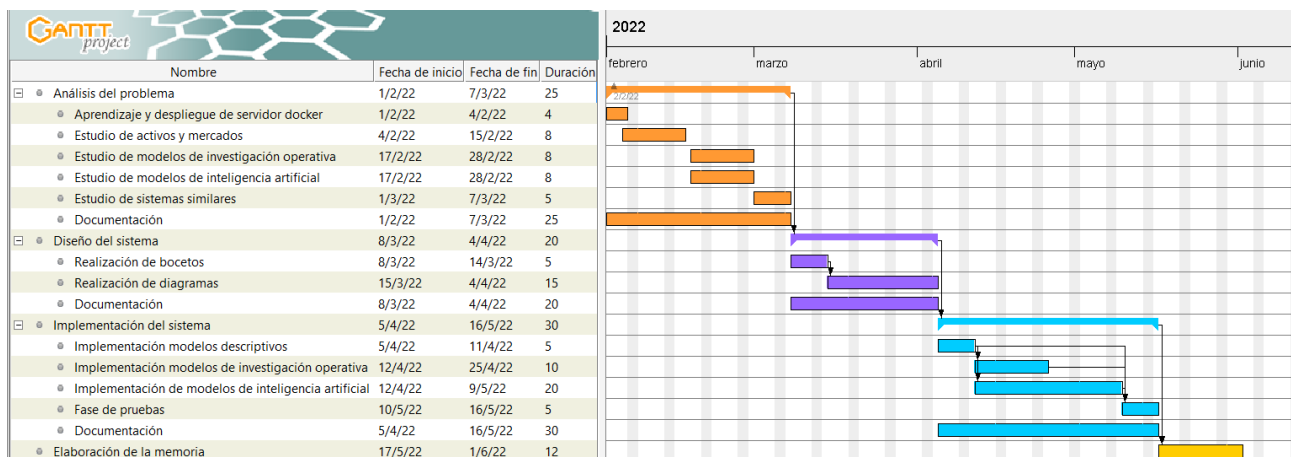 GANTT
project
2022
febrero marzo abril mayo junio
Nombre Fecha de inicio Fecha de fin Duración
Análisis del problema 1/2/22 7/3/22 25
2/2/22
Aprendizaje y despliegue de servidor docker 1/2/22 4/2/22 4
Estudio de activos y mercados 4/2/22 15/2/22 8
Estudio de modelos de investigación operativa 17/2/22 28/2/22 8
Estudio de modelos de inteligencia artificial 17/2/22 28/2/22 8
Estudio de sistemas similares 1/3/22 7/3/22 5
Documentación 1/2/22 7/3/22 25
Diseño del sistema 8/3/22 4/4/22 20
Realización de bocetos 8/3/22 14/3/22 5
Realización de diagramas 15/3/22 4/4/22 15
Documentación 8/3/22 4/4/22 20
Implementación del sistema 5/4/22 16/5/22 30
Implementación modelos descriptivos 5/4/22 11/4/22 5
Implementación modelos de investigación operativa 12/4/22 25/4/22 10
Implementación de modelos de inteligencia artificial 12/4/22 9/5/22 20
Fase de pruebas 10/5/22 16/5/22 5
Documentación 5/4/22 16/5/22 30
Elaboración de la memoria 17/5/22 1/6/22 12